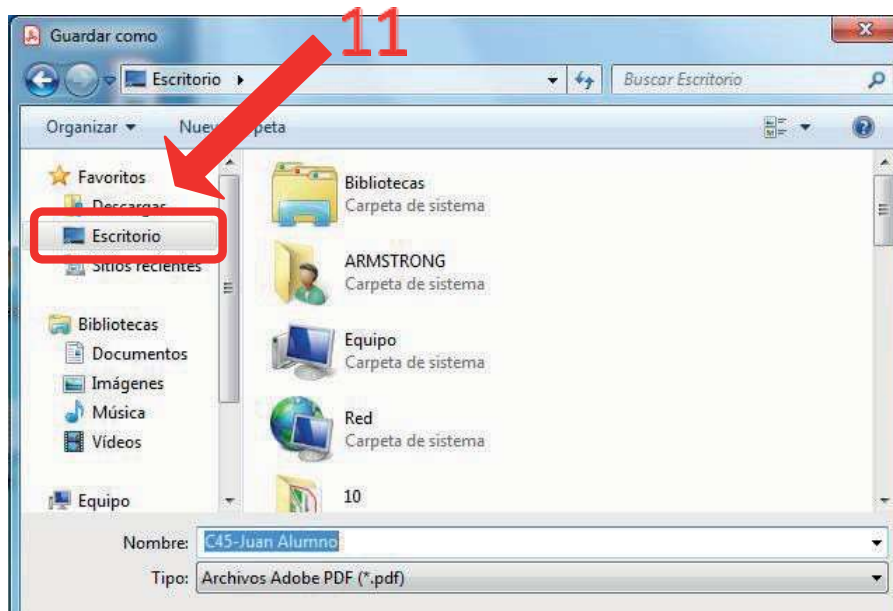 11
Guardar como
Escritorio
Buscar Escritorio
Organizar
Favoritos
Descargas
Escritorio
Sitios recientes
Bibliotecas
Documentos
Imágenes
Música
Vídeos
Equipo
Bibliotecas
Carpeta de sistema
ARMSTRONG
Carpeta de sistema
Equipo
Carpeta de sistema
Red
Carpeta de sistema
10
Nombre: C45-Juan Alumno
Tipo: Archivos Adobe PDF (*.pdf)